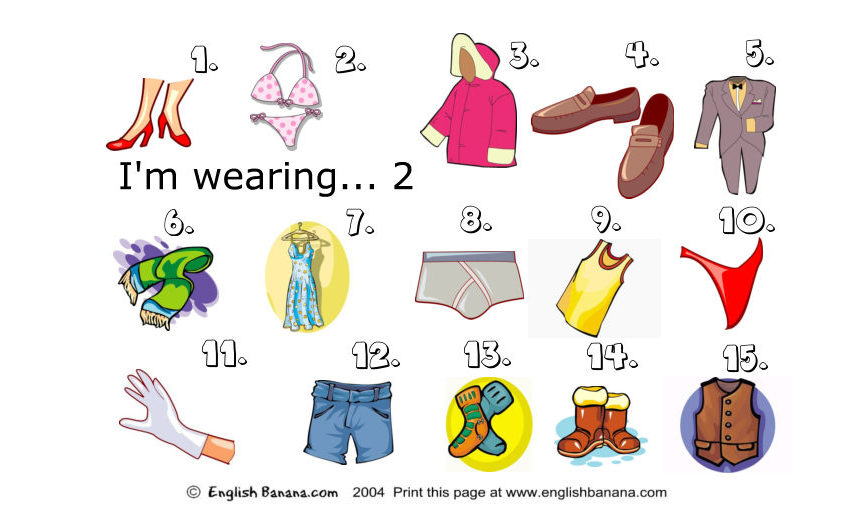 1. 2. 3. 4. 5.
I'm wearing... 2
6. 7. 8. 9. 10.
11. 12. 13. 14. 15.
© English Banana.com 2004 Print this page at www.englishbanana.com